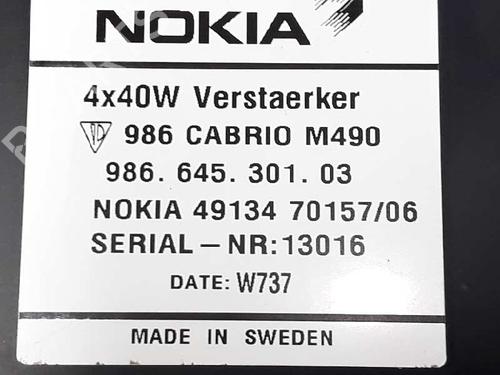 NOKIA
4x40W Verstaerker
986 CABRIO M490
986. 645. 301. 03
NOKIA 49134 70157/06
SERIAL – NR:13016
DATE: W737
MADE IN SWEDEN